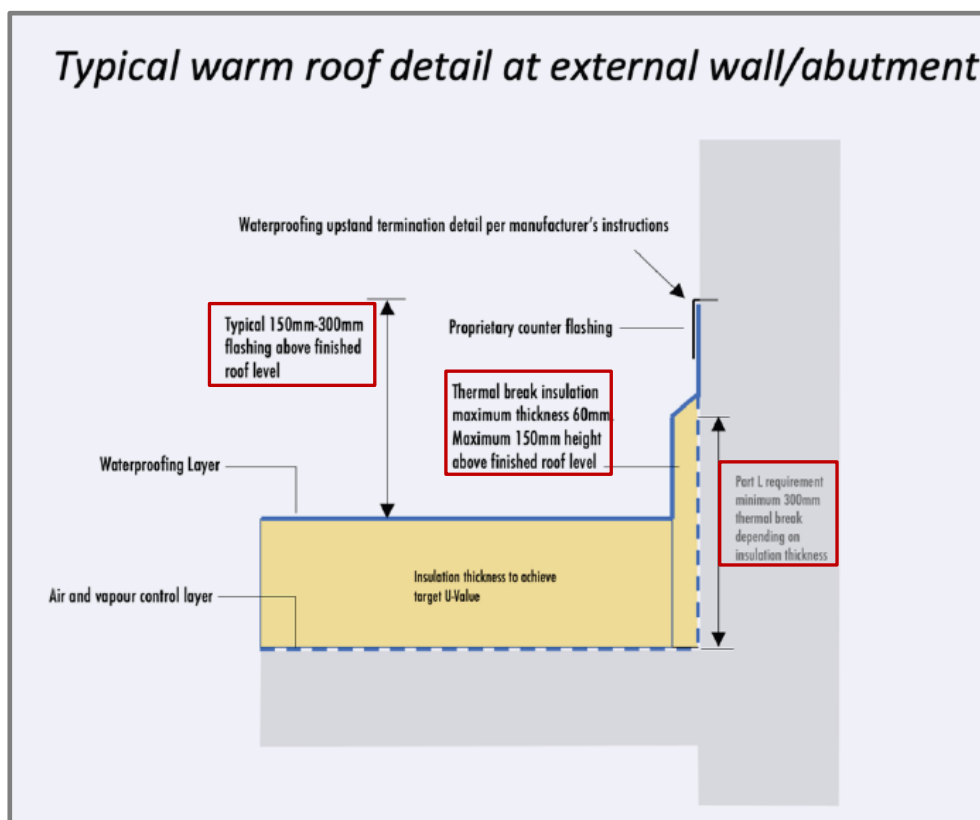 Typical warm roof detail at external wall/abutment
Waterproofing upstand termination detail per manufacturer's instructions
Typical 150mm-300mm
flashing above finished
roof level
Proprietary counter flashing
Thermal break insulation
maximum thickness 60mm
Maximum 150mm height
above finished roof level
Waterproofing Layer
Part L requirement
minimum 300mm
thermal break
depending on
insulation thickness
Insulation thickness to achieve
target U-Value
Air and vapour control layer